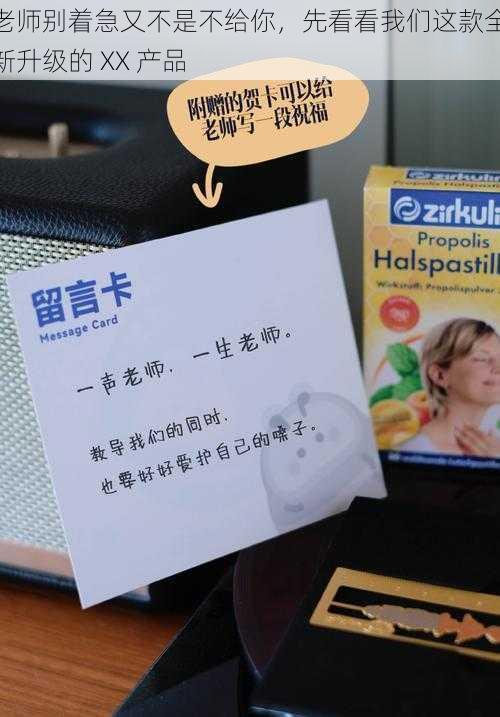 老师别着急又不是不给你，先看看我们这款全
新升级的 XX 产品
附赠的贺卡可以给
老师写一段祝福
留言卡
Message Card
一声老师，一生老师。
教导我们的同时，
也要好好爱护自己的嗓子。
zirkulin
Propolis
Halspastill
Wirkstoff: Propolispulver